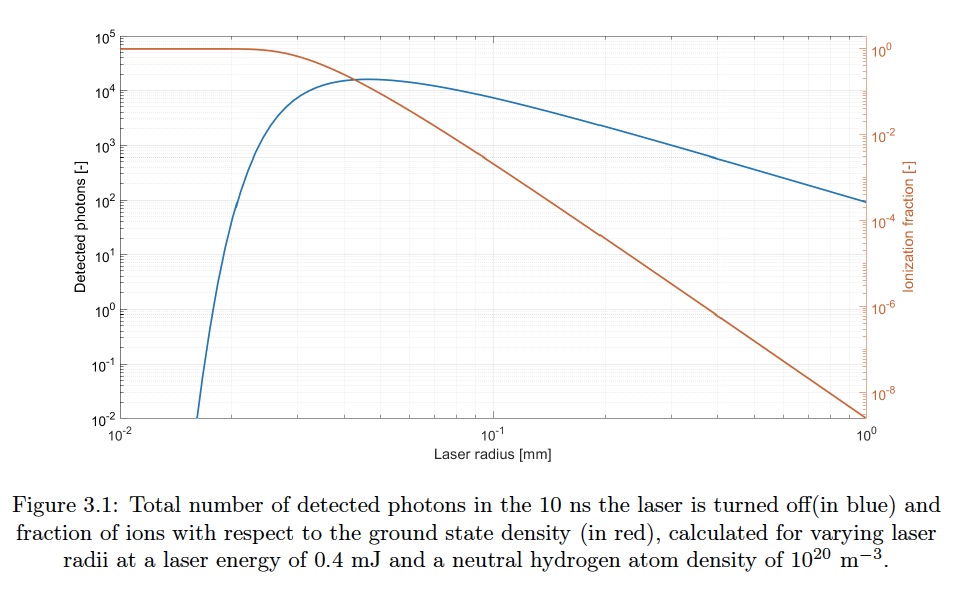 10^5
10^4
10^3
10^2
10^1
10^0
10^-1
10^-2
Detected photons [-]
10^-2
10^-1
10^0
Laser radius [mm]
10^0
10^-2
10^-4
10^-6
10^-8
Ionization fraction [-]
Figure 3.1: Total number of detected photons in the 10 ns the laser is turned off(in blue) and
fraction of ions with respect to the ground state density (in red), calculated for varying laser
radii at a laser energy of 0.4 mJ and a neutral hydrogen atom density of 10^20 m^−3.